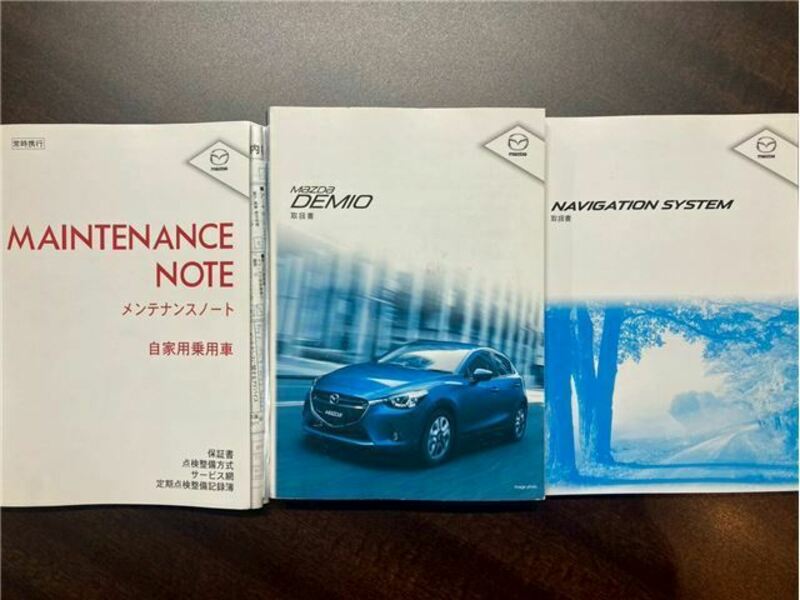 常時携行
mazda
MAINTENANCE
NOTE
メンテナンスノート
自家用乗用車
保証書
点検整備方式
サービス網
定期点検整備記録簿
内
mazda
mazda
DEMIO
取扱書
Image photo
mazda
NAVIGATION SYSTEM
取扱書